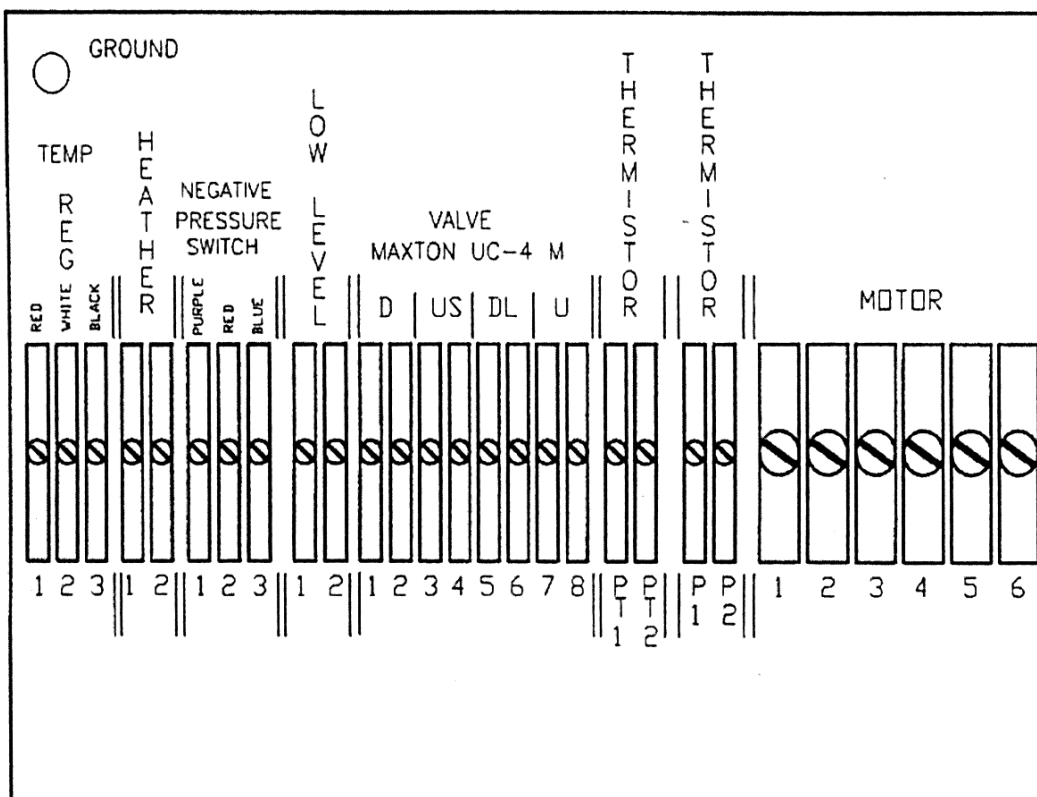 GROUND
TEMP
REG
RED
WHITE
BLACK
HEATHER
NEGATIVE
PRESSURE
SWITCH
PURPLE
RED
BLUE
LOW LEVEL
VALVE
MAXTON UC-4 M
D US DL U
THERMISTOR
THERMISTOR
MOTOR
1 2 3 1 2 1 2 3 1 2 1 2 3 4 5 6 7 8 PT1 PT2 P1 P2 1 2 3 4 5 6